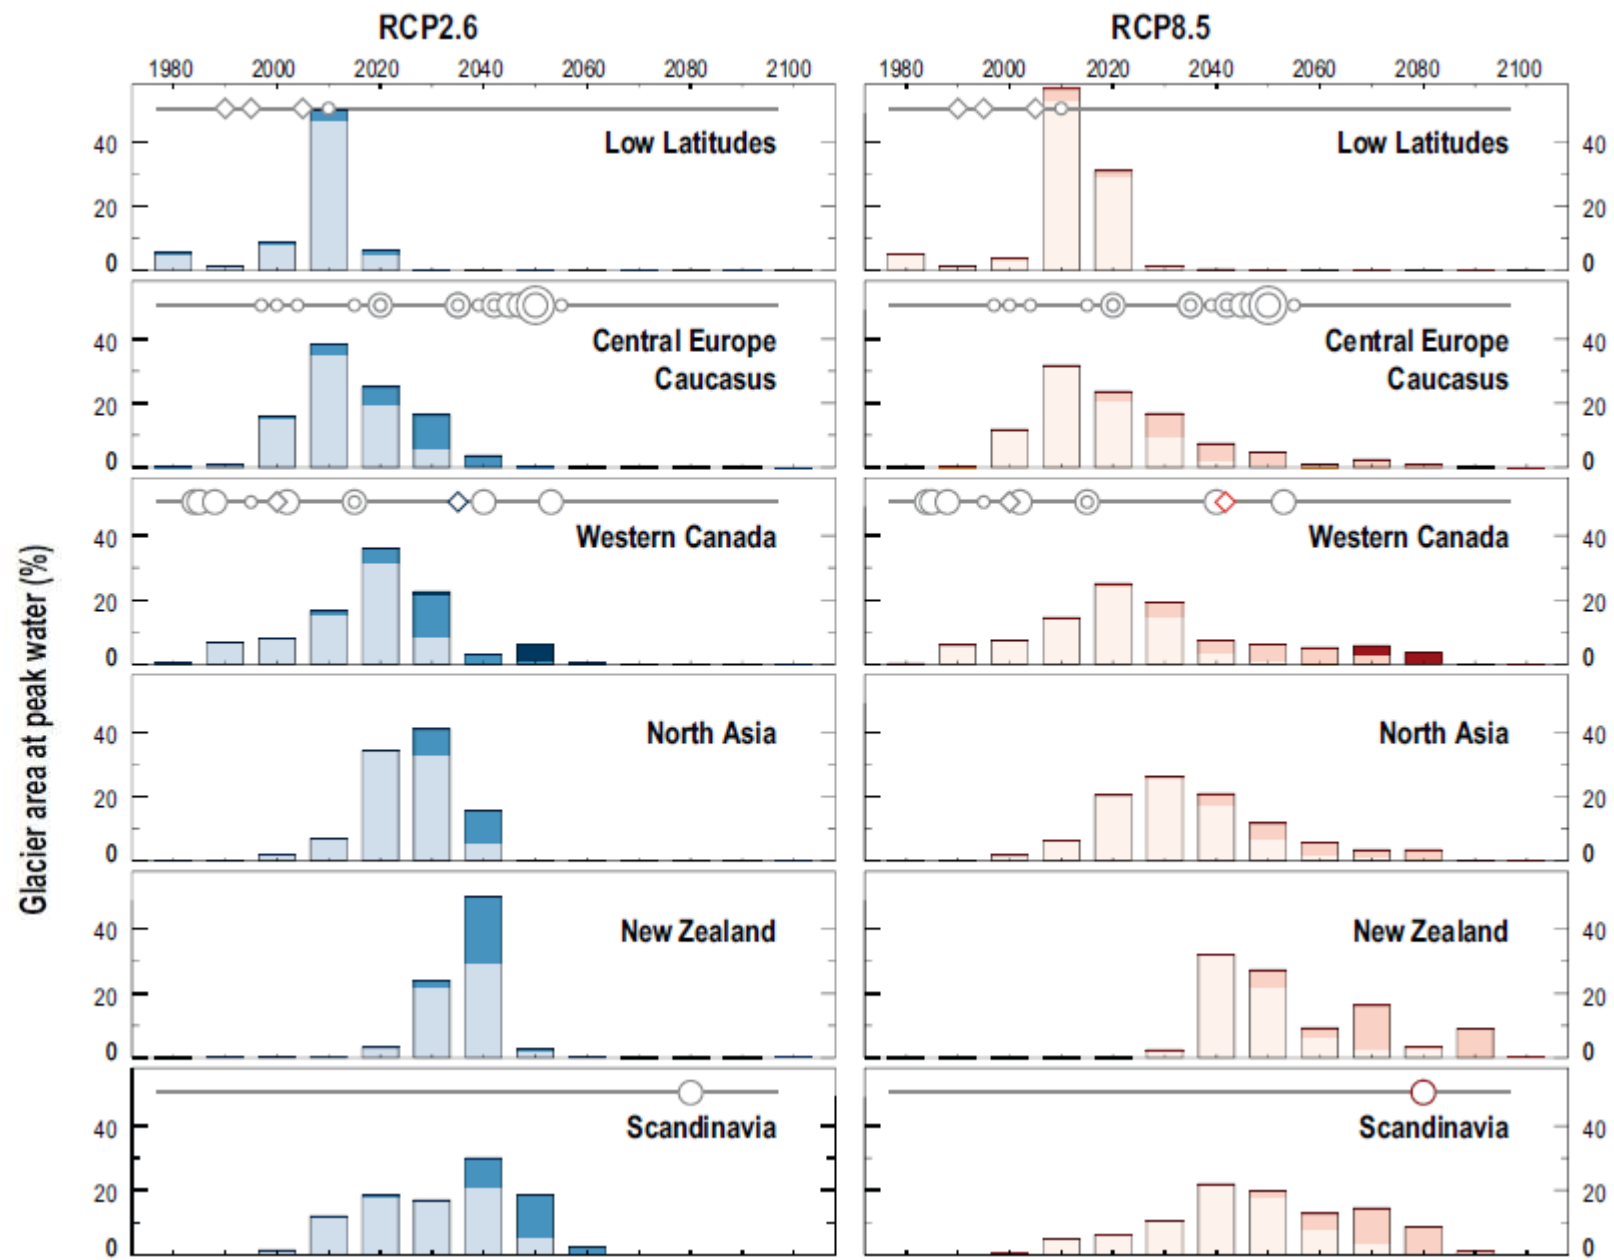 RCP2.6 RCP8.5
1980 2000 2020 2040 2060 2080 2100 1980 2000 2020 2040 2060 2080 2100
Glacier area at peak water (%)
40 Low Latitudes Low Latitudes 40
20 20
0 0
40 Central Europe Central Europe 40
Caucasus Caucasus
20 20
0 0
40 Western Canada Western Canada 40
20 20
0 0
40 North Asia North Asia 40
20 20
0 0
40 New Zealand New Zealand 40
20 20
0 0
40 Scandinavia Scandinavia 40
20 20
0 0